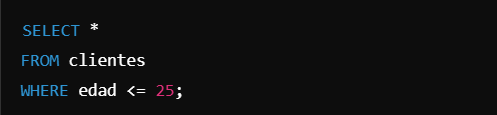 SELECT *
FROM clientes
WHERE edad <= 25;